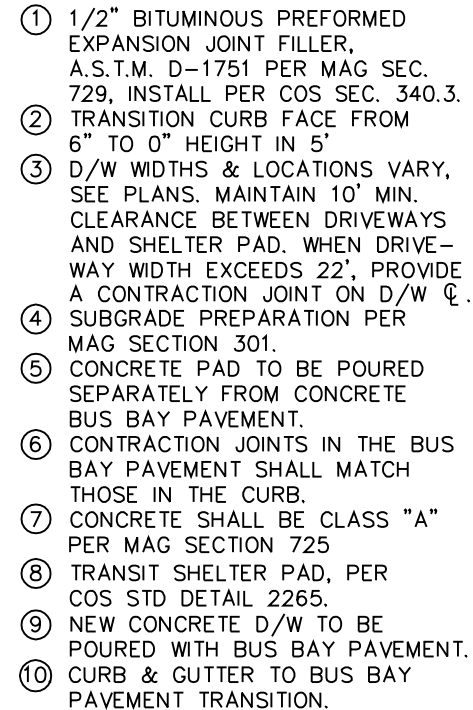 ① 1/2" BITUMINOUS PREFORMED
EXPANSION JOINT FILLER,
A.S.T.M. D-1751 PER MAG SEC.
729, INSTALL PER COS SEC. 340.3.
② TRANSITION CURB FACE FROM
6" TO 0" HEIGHT IN 5'
③ D/W WIDTHS & LOCATIONS VARY,
SEE PLANS. MAINTAIN 10' MIN.
CLEARANCE BETWEEN DRIVEWAYS
AND SHELTER PAD. WHEN DRIVE-
WAY WIDTH EXCEEDS 22', PROVIDE
A CONTRACTION JOINT ON D/W ℄.
④ SUBGRADE PREPARATION PER
MAG SECTION 301.
⑤ CONCRETE PAD TO BE POURED
SEPARATELY FROM CONCRETE
BUS BAY PAVEMENT.
⑥ CONTRACTION JOINTS IN THE BUS
BAY PAVEMENT SHALL MATCH
THOSE IN THE CURB.
⑦ CONCRETE SHALL BE CLASS "A"
PER MAG SECTION 725
⑧ TRANSIT SHELTER PAD, PER
COS STD DETAIL 2265.
⑨ NEW CONCRETE D/W TO BE
POURED WITH BUS BAY PAVEMENT.
⑩ CURB & GUTTER TO BUS BAY
PAVEMENT TRANSITION.